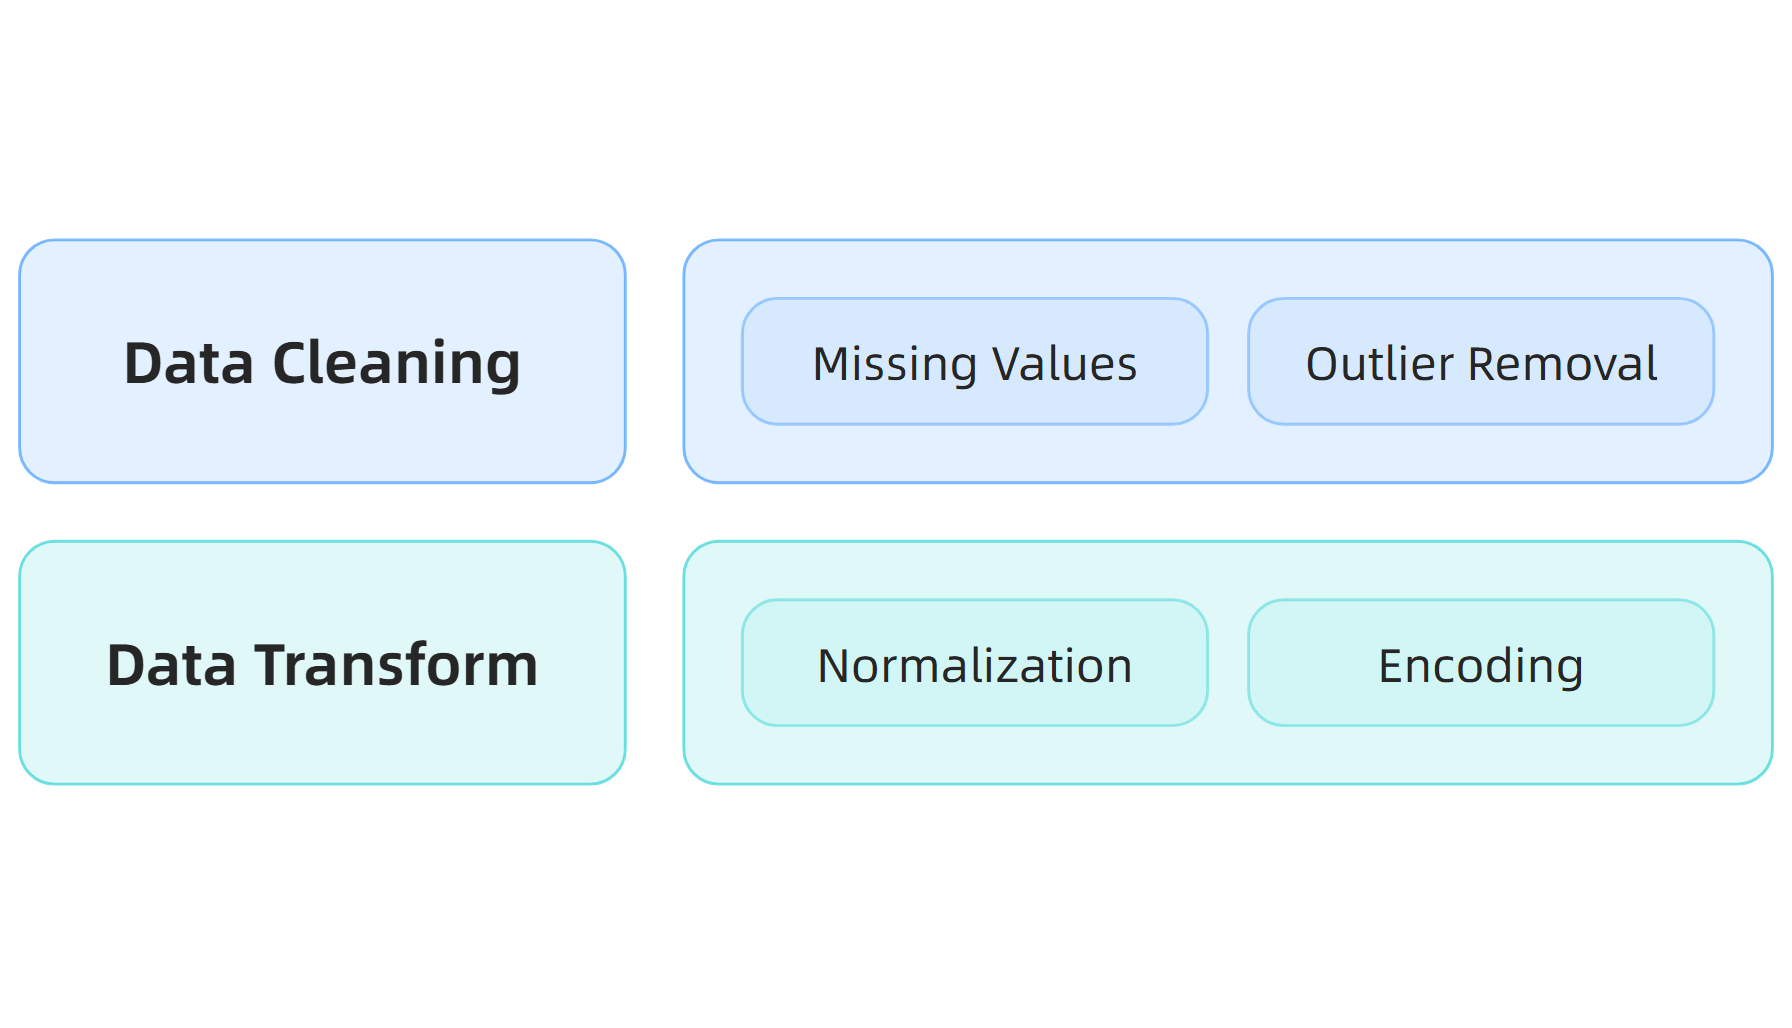 Data Cleaning
Missing Values
Outlier Removal
Data Transform
Normalization
Encoding